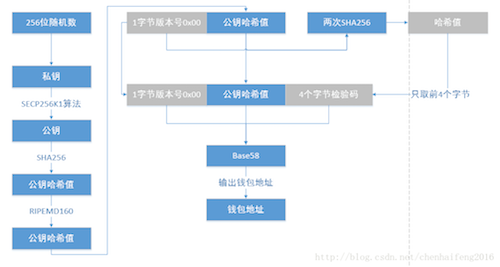 256位随机数
私钥
SECP256K1算法
公钥
SHA256
公钥哈希值
RIPEMD160
公钥哈希值
1字节版本号0x00 公钥哈希值
两次SHA256
哈希值
1字节版本号0x00 公钥哈希值 4个字节检验码
只取前4个字节
Base58
输出钱包地址
钱包地址
http://blog.csdn.net/chenhaifeng2016